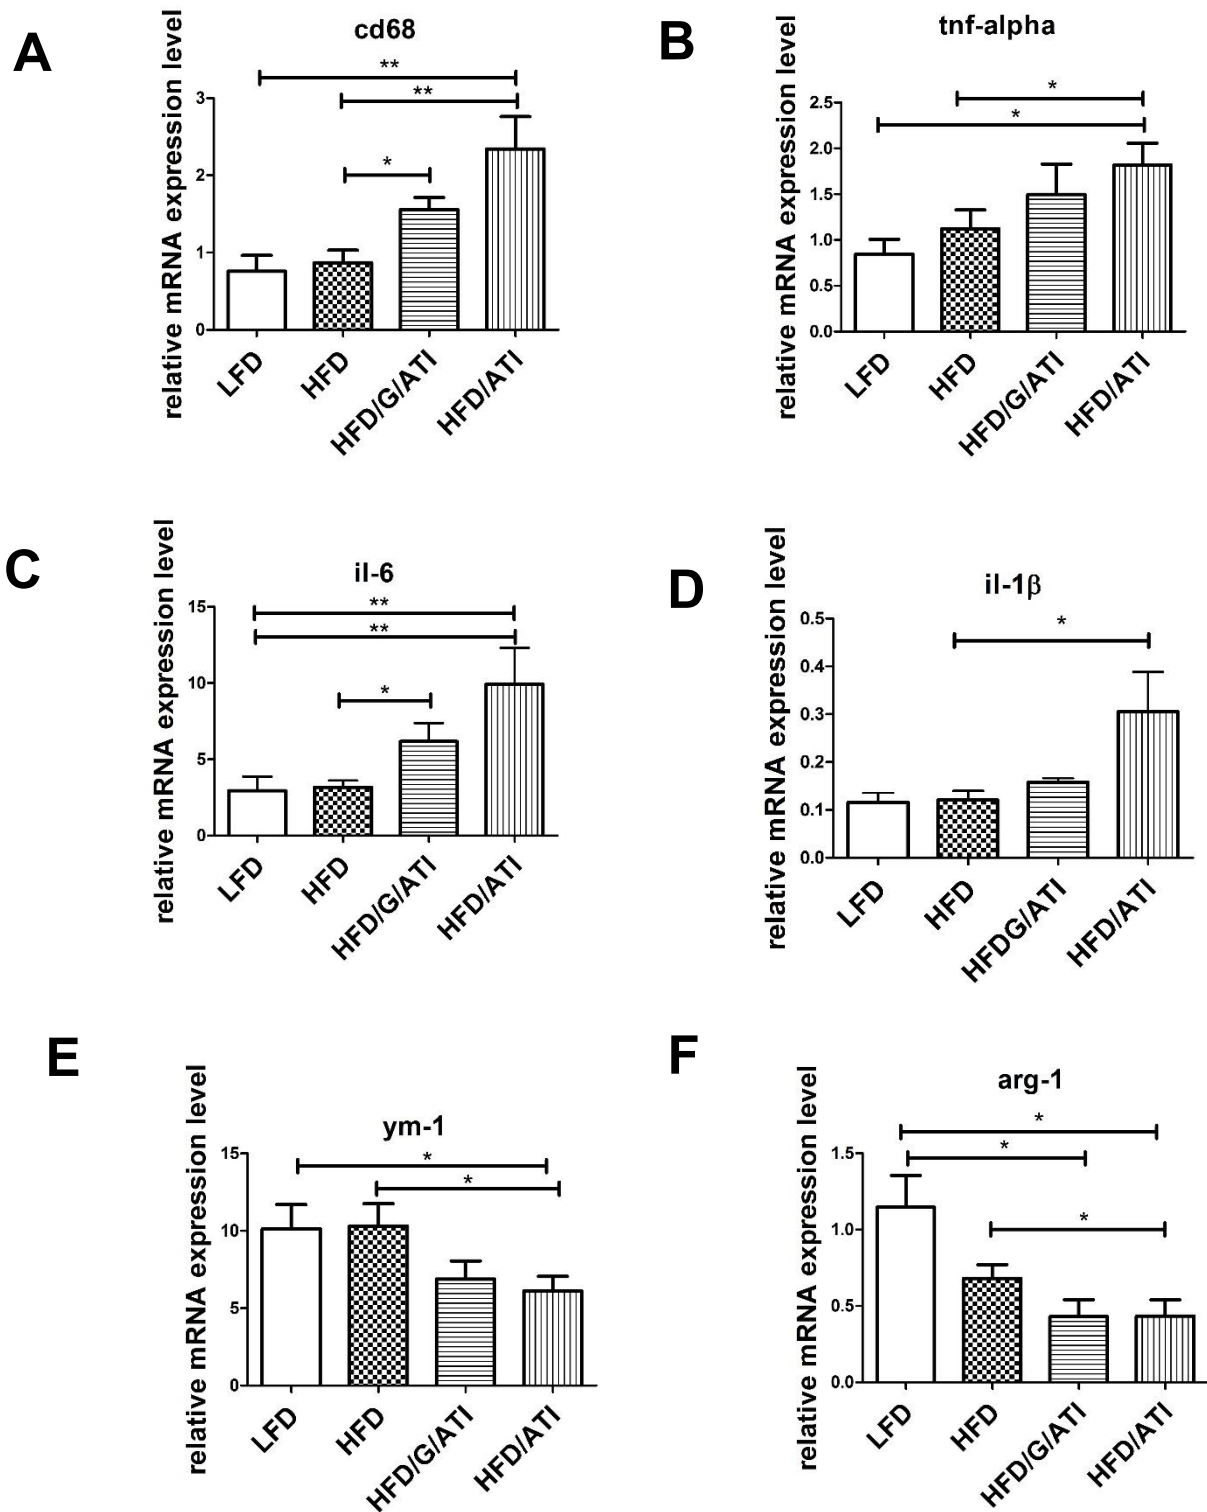 A
cd68
relative mRNA expression level
**
**
*
3
2
1
0
LFD
HFD
HFD/G/ATI
HFD/ATI
B
tnf-alpha
relative mRNA expression level
*
*
2.5
2.0
1.5
1.0
0.5
0.0
LFD
HFD
HFD/G/ATI
HFD/ATI
C
il-6
relative mRNA expression level
**
**
*
15
10
5
0
LFD
HFD
HFD/G/ATI
HFD/ATI
D
il-1β
relative mRNA expression level
*
0.5
0.4
0.3
0.2
0.1
0.0
LFD
HFD
HFDG/ATI
HFD/ATI
E
ym-1
relative mRNA expression level
*
*
15
10
5
0
LFD
HFD
HFD/G/ATI
HFD/ATI
F
arg-1
relative mRNA expression level
*
*
*
1.5
1.0
0.5
0.0
LFD
HFD
HFD/G/ATI
HFD/ATI